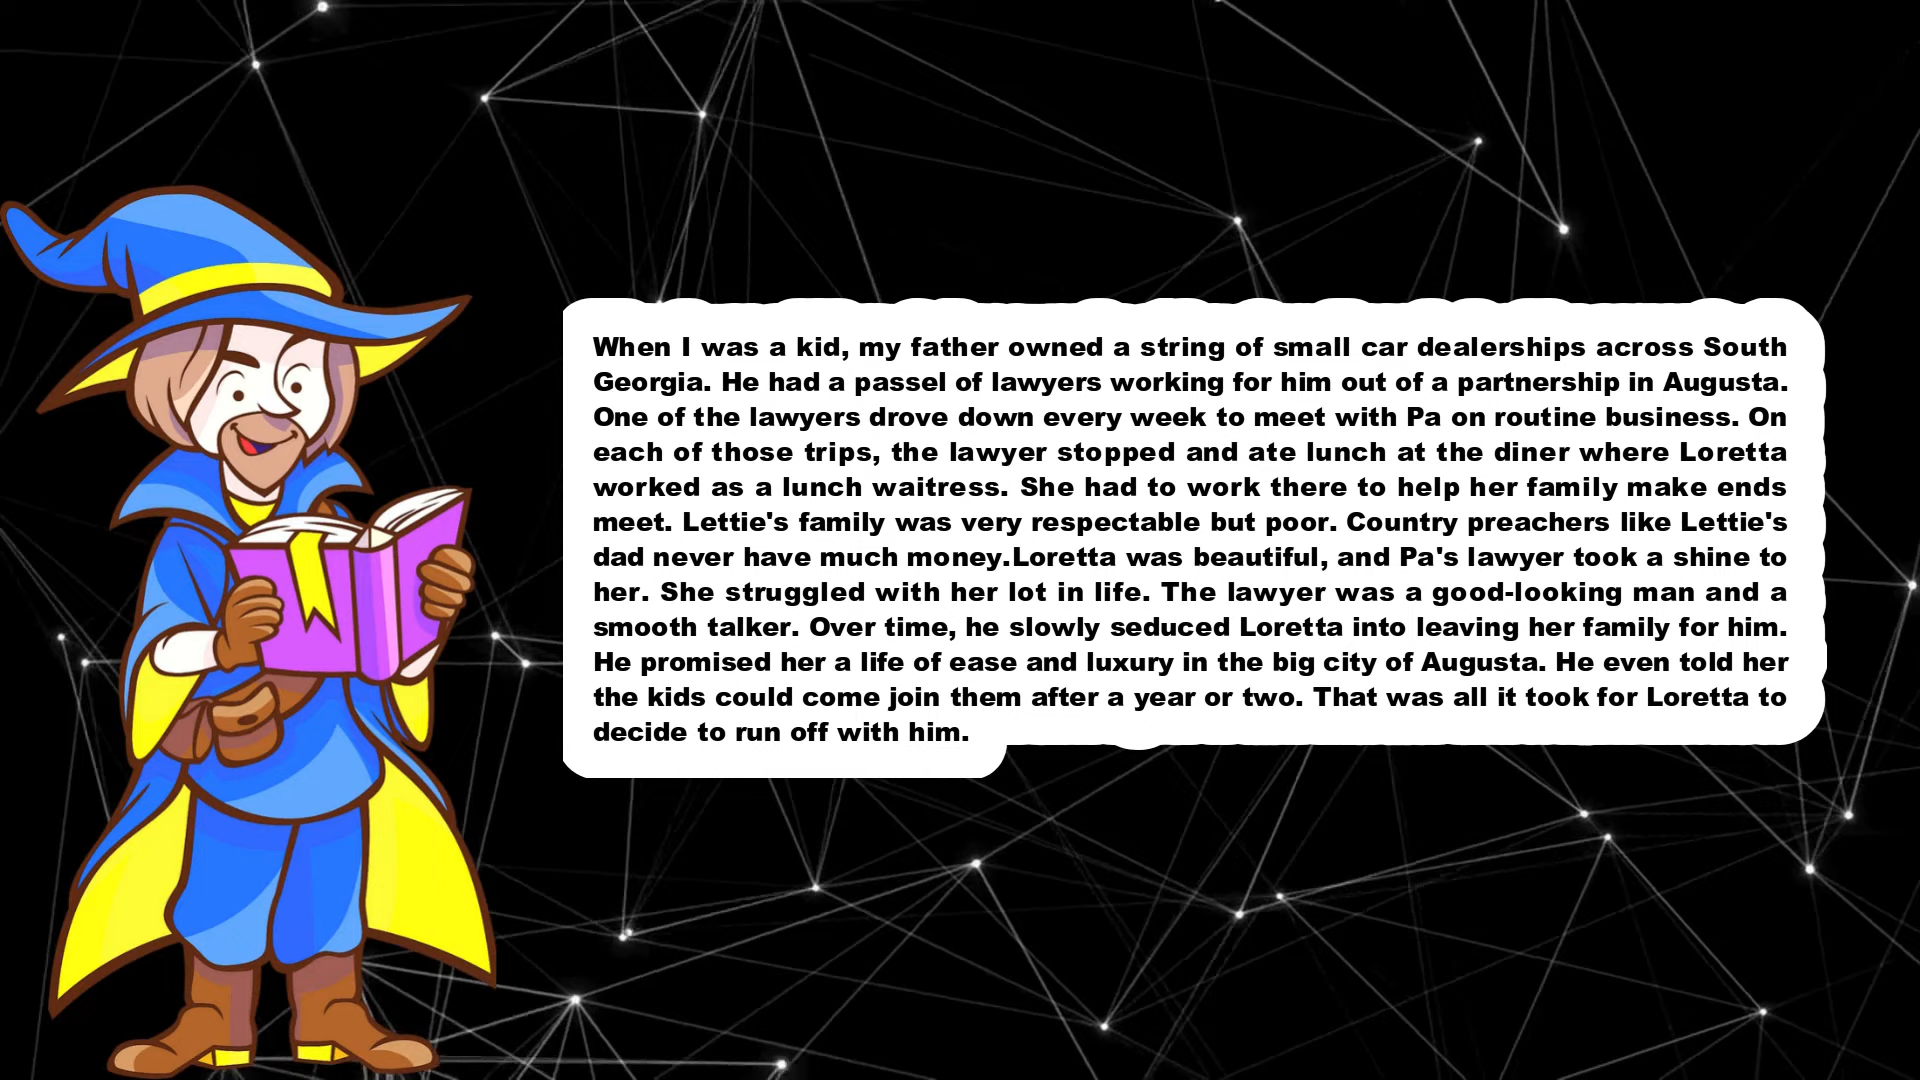 When I was a kid, my father owned a string of small car dealerships across South
Georgia. He had a passel of lawyers working for him out of a partnership in Augusta.
One of the lawyers drove down every week to meet with Pa on routine business. On
each of those trips, the lawyer stopped and ate lunch at the diner where Loretta
worked as a lunch waitress. She had to work there to help her family make ends
meet. Lettie's family was very respectable but poor. Country preachers like Lettie's
dad never have much money.Loretta was beautiful, and Pa's lawyer took a shine to
her. She struggled with her lot in life. The lawyer was a good-looking man and a
smooth talker. Over time, he slowly seduced Loretta into leaving her family for him.
He promised her a life of ease and luxury in the big city of Augusta. He even told her
the kids could come join them after a year or two. That was all it took for Loretta to
decide to run off with him.